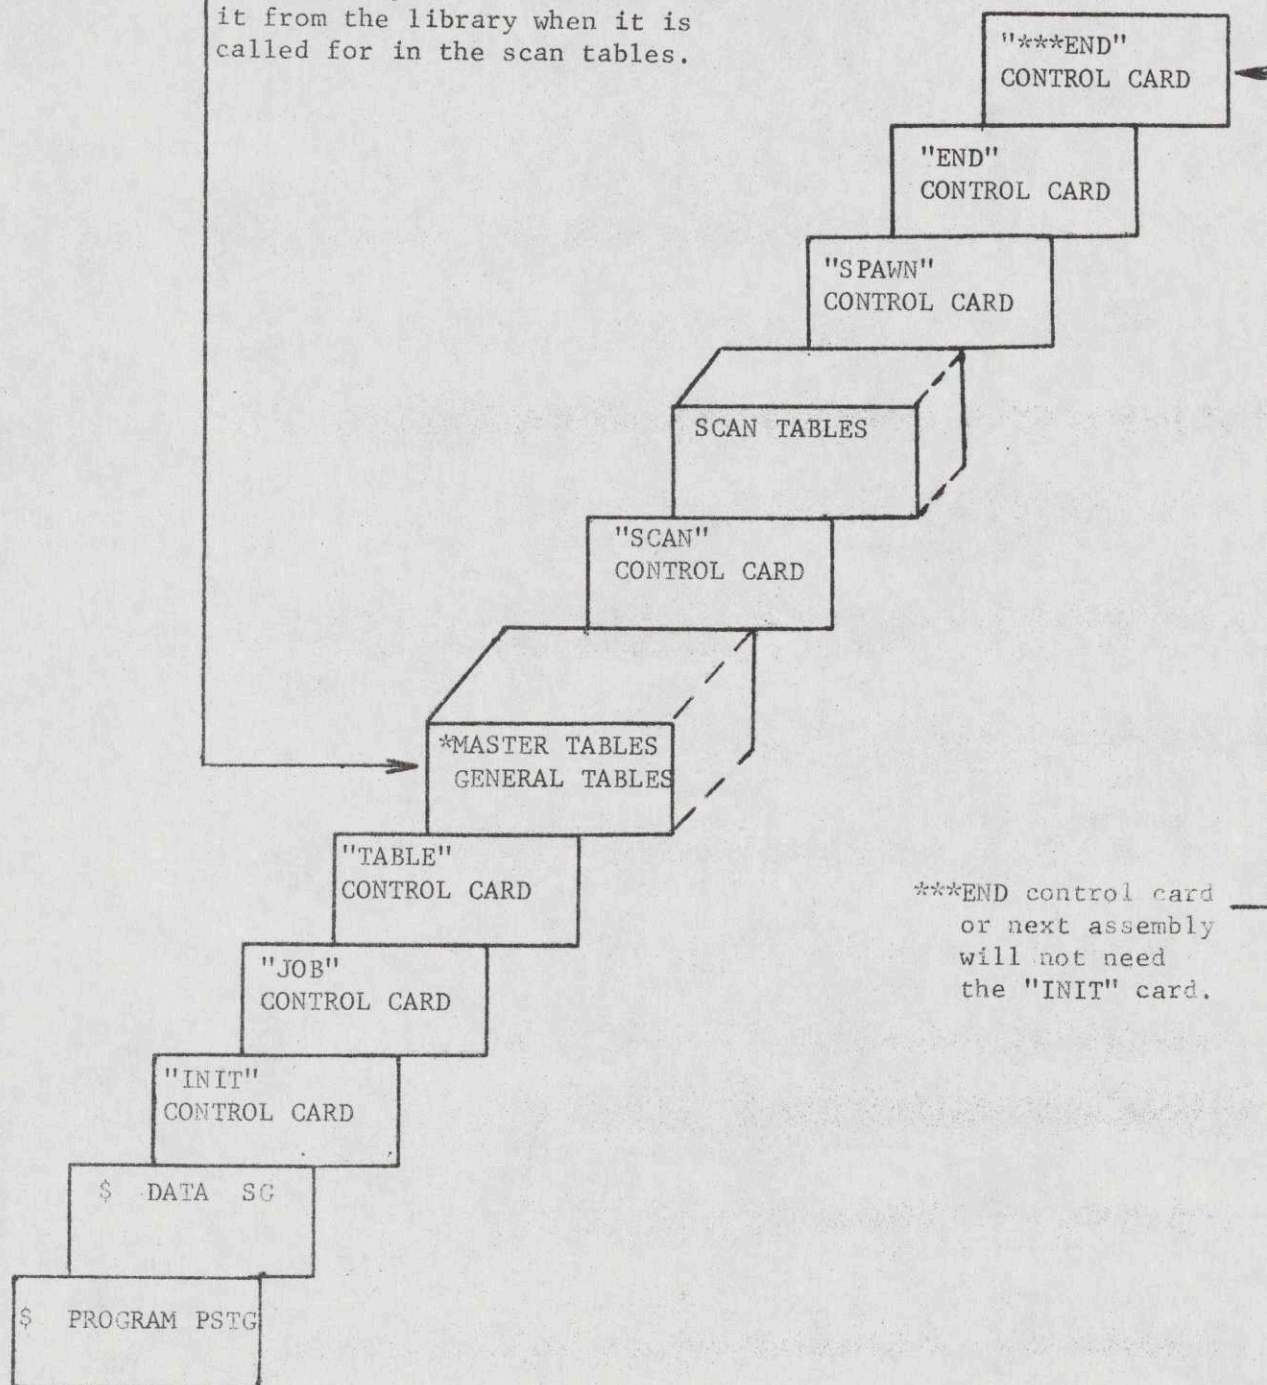 it from the library when it is
called for in the scan tables.
"***END"
CONTROL CARD
"END"
CONTROL CARD
"SPAWN"
CONTROL CARD
SCAN TABLES
"SCAN"
CONTROL CARD
*MASTER TABLES
GENERAL TABLES
"TABLE"
CONTROL CARD
***END control card
or next assembly
will not need
the "INIT" card.
"JOB"
CONTROL CARD
"INIT"
CONTROL CARD
$ DATA SG
$ PROGRAM PSTG